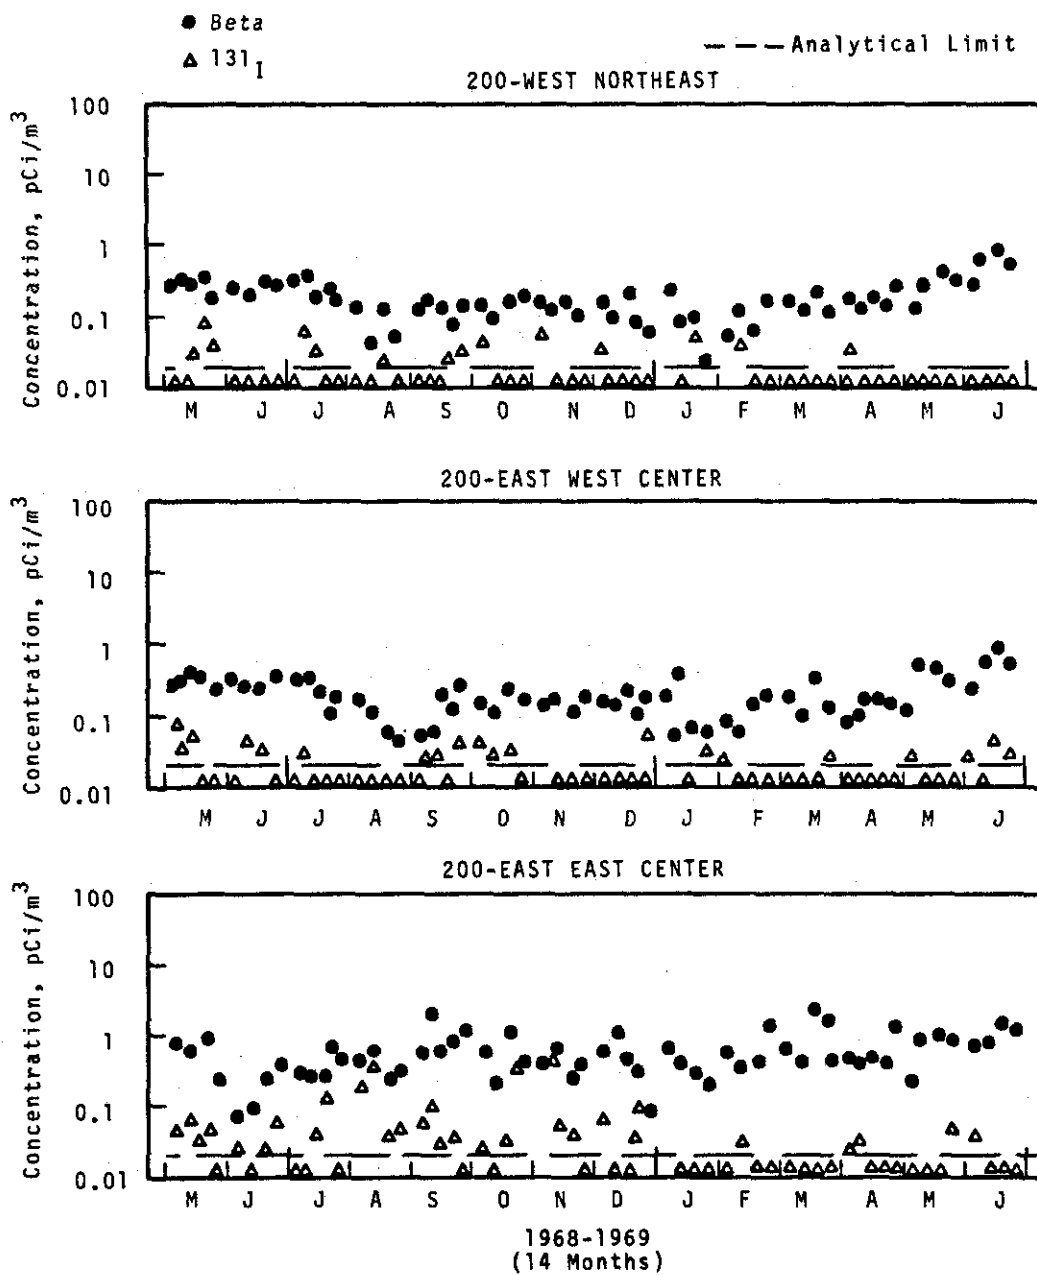 ● Beta
△ 131I
– – – Analytical Limit
200-WEST NORTHEAST
Concentration, pCi/m³
100
10
1
0.1
0.01
M J J A S O N D J F M A M J
200-EAST WEST CENTER
Concentration, pCi/m³
100
10
1
0.1
0.01
M J J A S O N D J F M A M J
200-EAST EAST CENTER
Concentration, pCi/m³
100
10
1
0.1
0.01
M J J A S O N D J F M A M J
1968-1969
(14 Months)